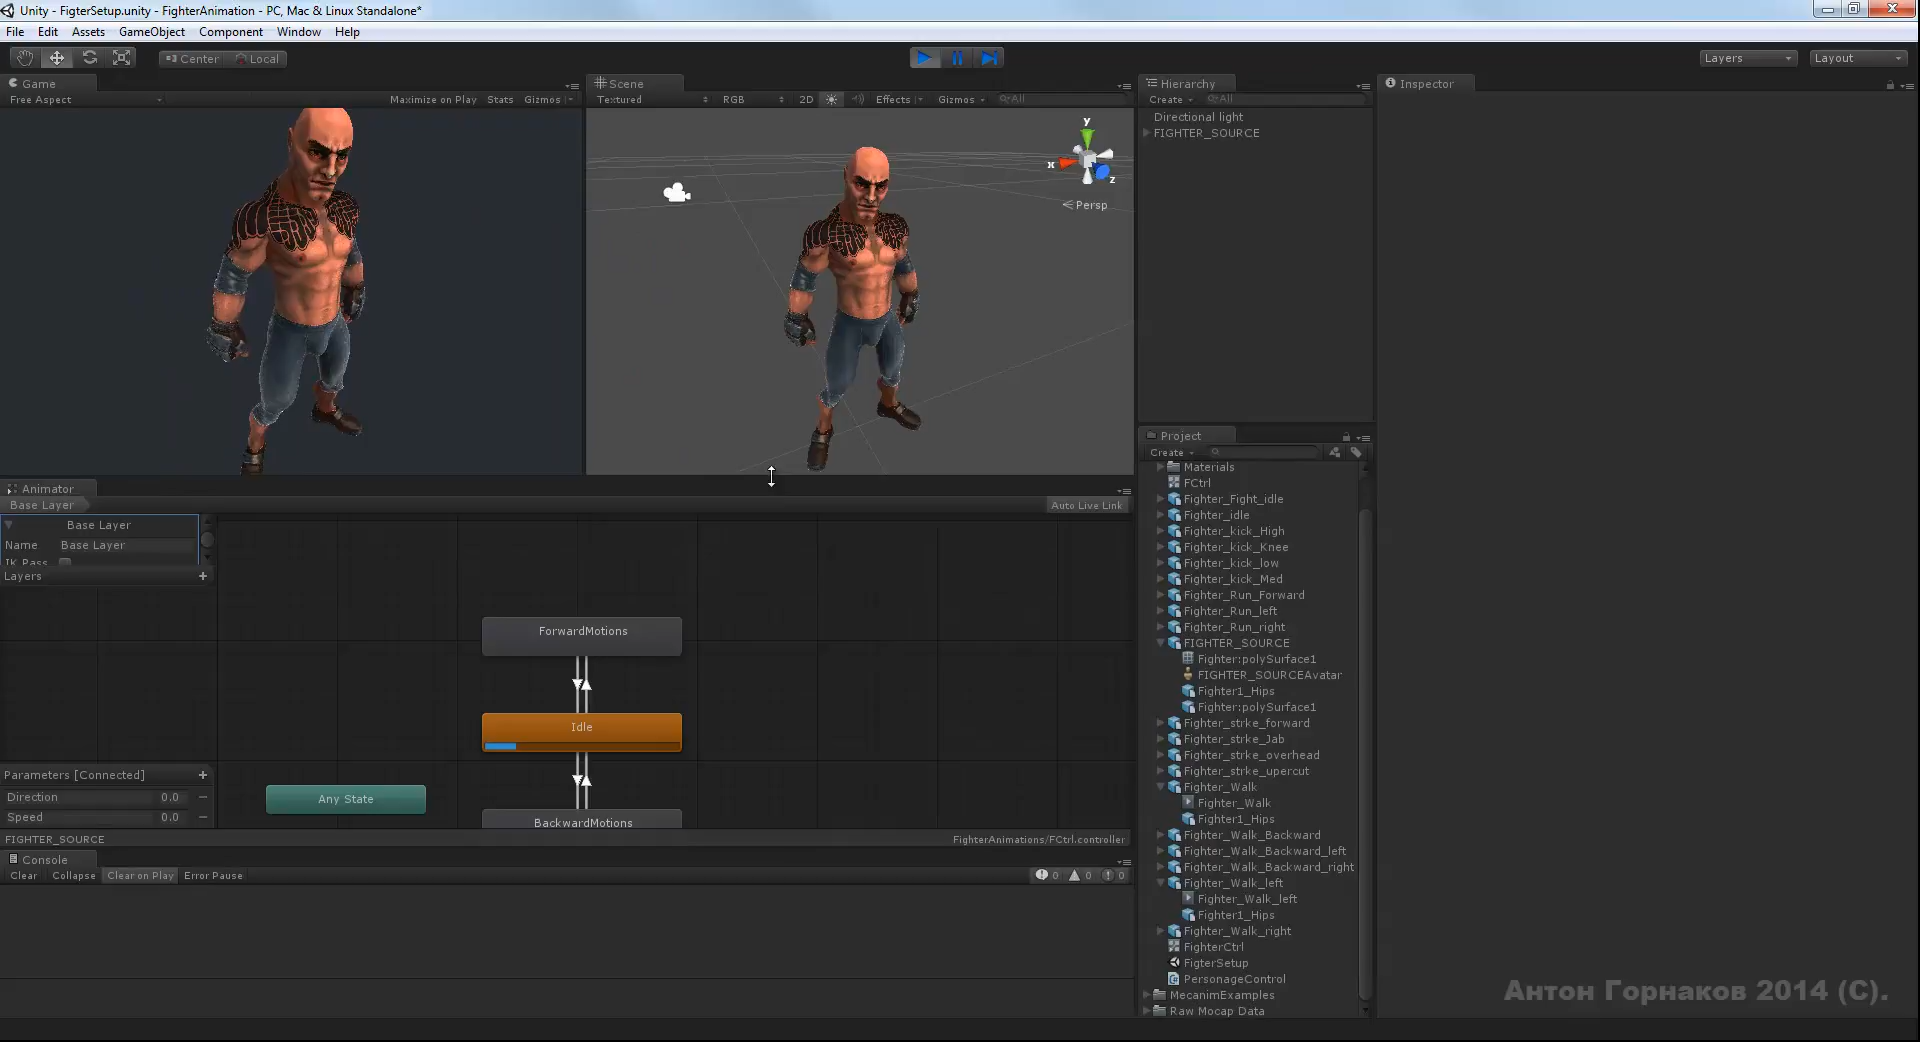 Unity - FigterSetup.unity - FighterAnimation - PC, Mac & Linux Standalone*
File Edit Assets GameObject Component Window Help
Center Local
Layers Layout
Game
Free Aspect Maximize on Play Stats Gizmos
Scene
Textured RGB 2D Effects Gizmos All
y
x
z
Persp
Hierarchy
Create All
Directional light
FIGHTER_SOURCE
Inspector
Animator
Base Layer Auto Live Link
Base Layer
Name Base Layer
IK Pass
Layers
ForwardMotions
Idle
Any State
BackwardMotions
Parameters [Connected]
Direction 0.0
Speed 0.0
FIGHTER_SOURCE FighterAnimations/FCtrl.controller
Console
Clear Collapse Clear on Play Error Pause 0 0 0
Project
Create
Materials
FCtrl
Fighter_Fight_idle
Fighter_idle
Fighter_kick_High
Fighter_kick_Knee
Fighter_kick_low
Fighter_kick_Med
Fighter_Run_Forward
Fighter_Run_left
Fighter_Run_right
FIGHTER_SOURCE
Fighter:polySurface1
FIGHTER_SOURCEAvatar
Fighter1_Hips
Fighter:polySurface1
Fighter_strke_forward
Fighter_strke_Jab
Fighter_strke_overhead
Fighter_strke_upercut
Fighter_Walk
Fighter_Walk
Fighter1_Hips
Fighter_Walk_Backward
Fighter_Walk_Backward_left
Fighter_Walk_Backward_right
Fighter_Walk_left
Fighter_Walk_left
Fighter1_Hips
Fighter_Walk_right
FighterCtrl
FigterSetup
PersonageControl
MecanimExamples
Raw Mocap Data
Антон Горнаков 2014 (C).